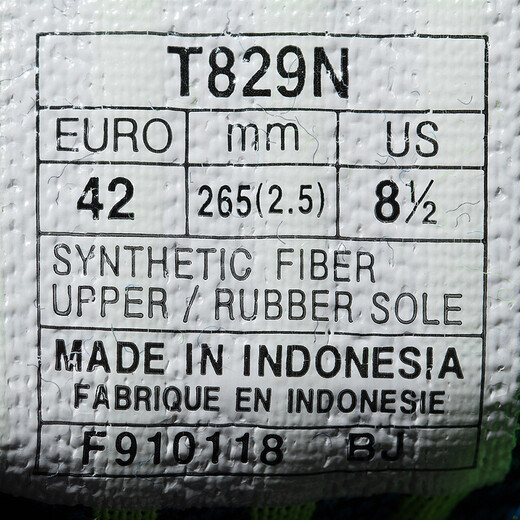 T829N
EURO mm US
42 265(2.5) 8½
SYNTHETIC FIBER
UPPER / RUBBER SOLE
MADE IN INDONESIA
FABRIQUE EN INDONESIE
F910118 BJ